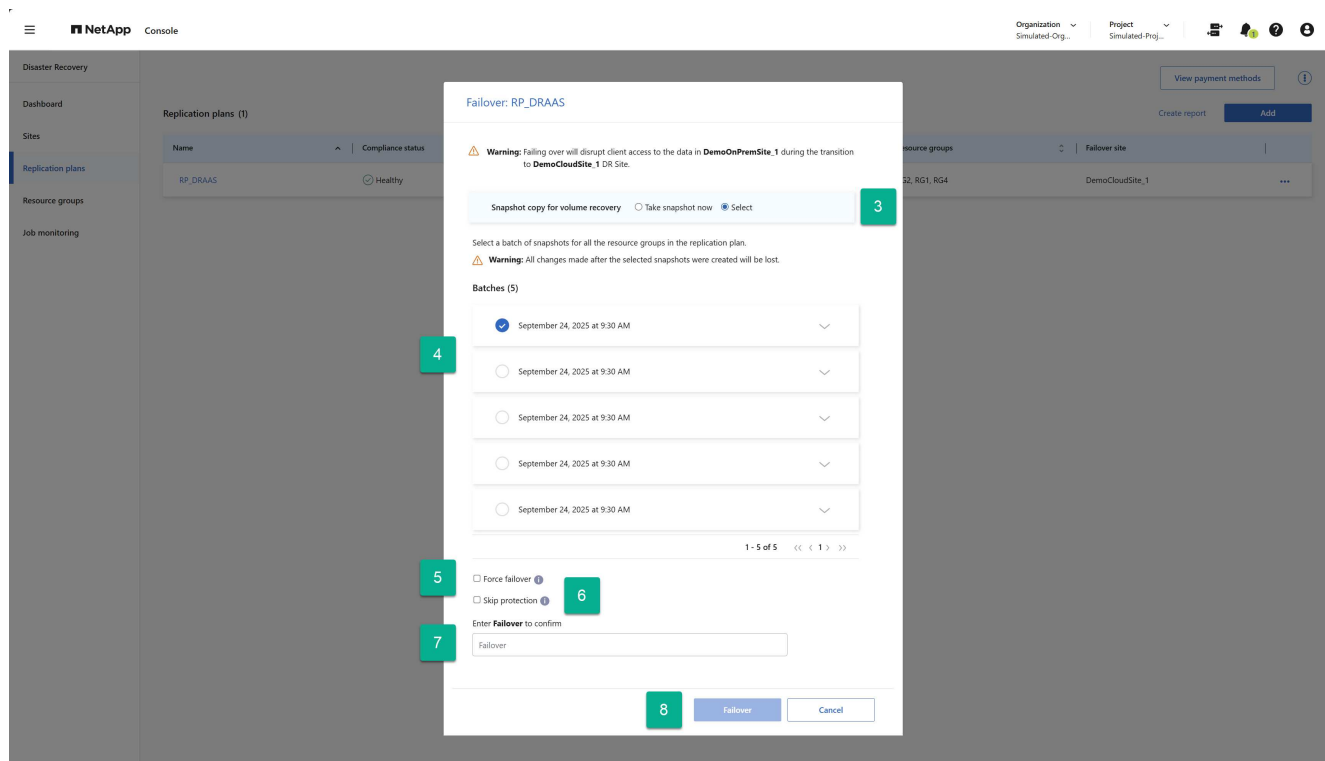 NetApp Console
Organization
Simulated-Org...
Project
Simulated-Proj...
1
Disaster Recovery
Dashboard
Sites
Replication plans
Resource groups
Job monitoring
View payment methods
Replication plans (1)
Create report
Add
Name
Compliance status
esource groups
Failover site
RP_DRAAS
Healthy
G2, RG1, RG4
DemoCloudSite_1
...
Failover: RP_DRAAS
Warning: Failing over will disrupt client access to the data in DemoOnPremSite_1 during the transition
to DemoCloudSite_1 DR Site.
Snapshot copy for volume recovery Take snapshot now Select
3
Select a batch of snapshots for all the resource groups in the replication plan.
Warning: All changes made after the selected snapshots were created will be lost.
Batches (5)
September 24, 2025 at 9:30 AM
4
September 24, 2025 at 9:30 AM
September 24, 2025 at 9:30 AM
September 24, 2025 at 9:30 AM
September 24, 2025 at 9:30 AM
1 - 5 of 5 << < 1 > >>
5
Force failover
Skip protection
6
Enter Failover to confirm
7
Failover
8
Failover
Cancel